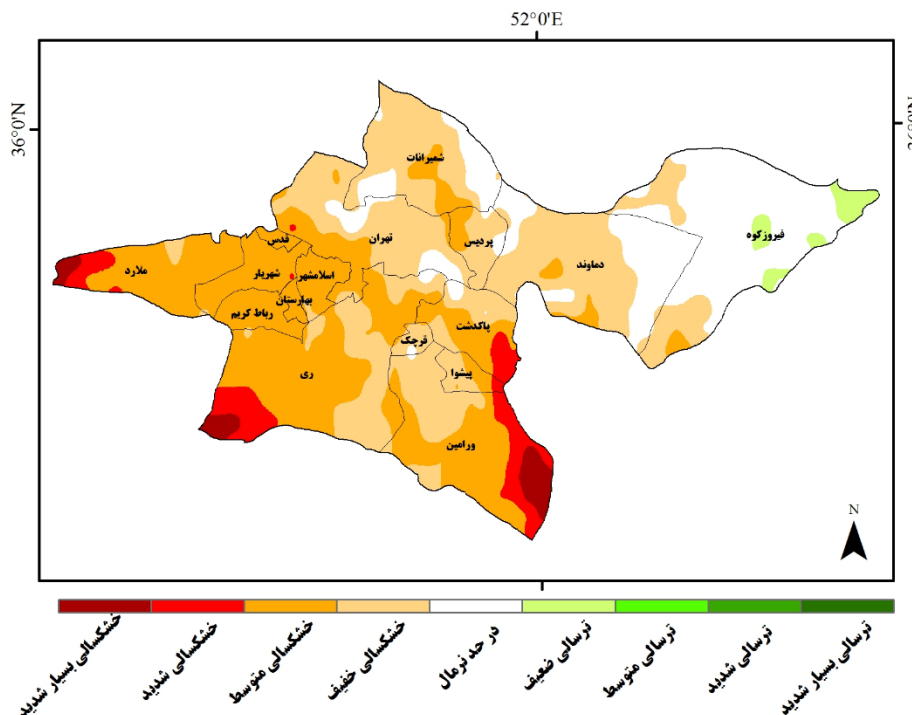 52°0'E
36°0'N
36°0'N
شمیرانات
فیروزکوه
تهران
پردیس
قدس
دماوند
ملارد
شهریار
اسلامشهر
بهارستان
رباط کریم
پاکدشت
قرچک
پیشوا
ری
ورامین
N
خشکسالی بسیار شدید
خشکسالی شدید
خشکسالی متوسط
خشکسالی خفیف
در حد نرمال
ترسالی ضعیف
ترسالی متوسط
ترسالی شدید
ترسالی بسیار شدید